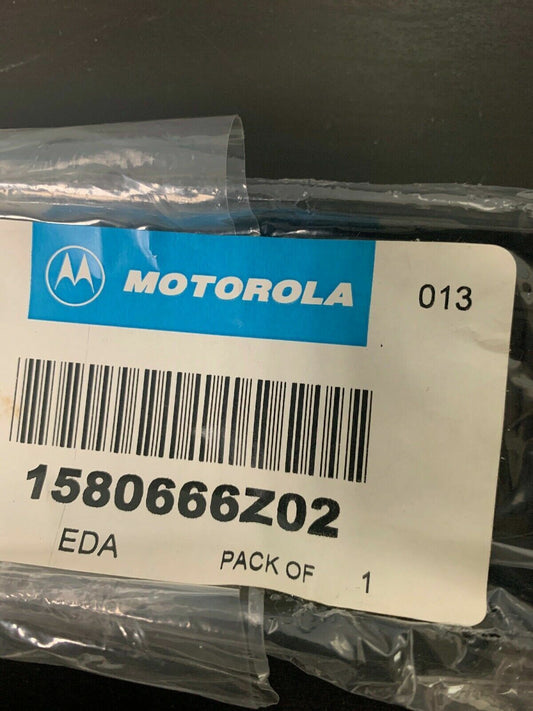 MOTOROLA
013
1580666Z02
EDA PACK OF 1